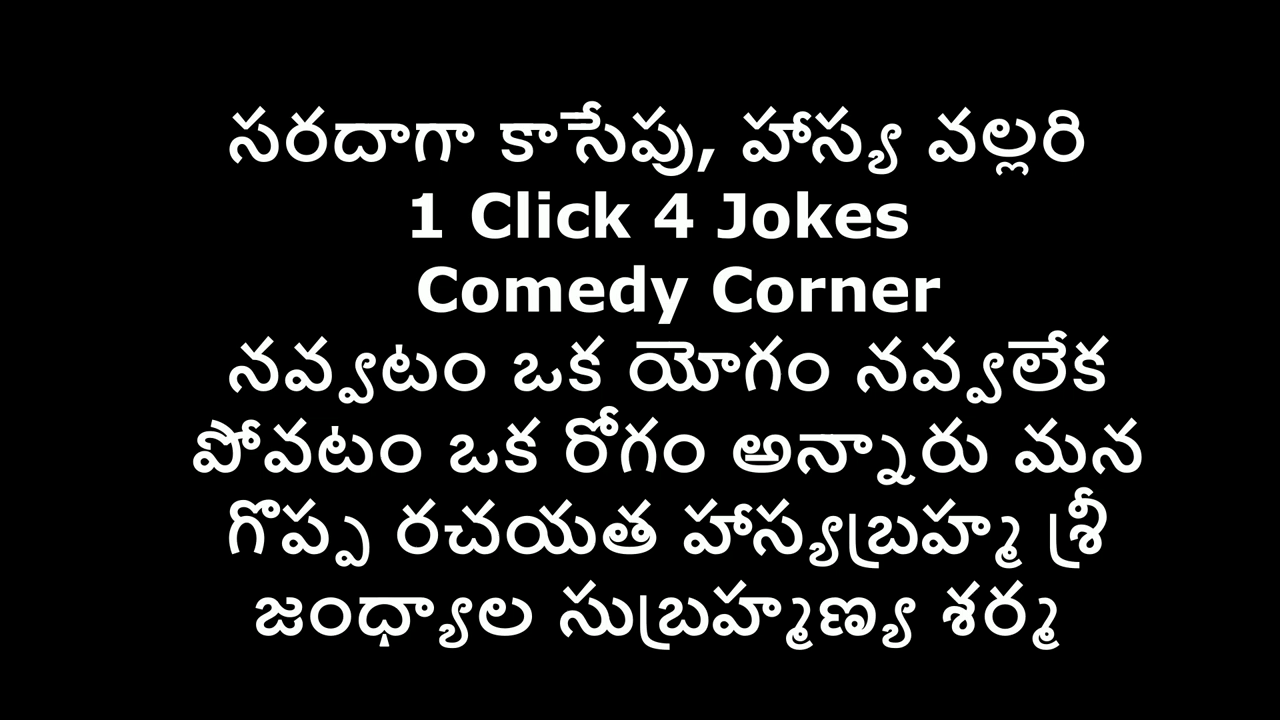 సరదాగా కాసేపు, హాస్య వల్లరి
1 Click 4 Jokes
Comedy Corner
నవ్వటం ఒక యోగం నవ్వలేక
పోవటం ఒక రోగం అన్నారు మన
గొప్ప రచయత హాస్యబ్రహ్మ శ్రీ
జంధ్యాల సుబ్రహ్మణ్య శర్మ